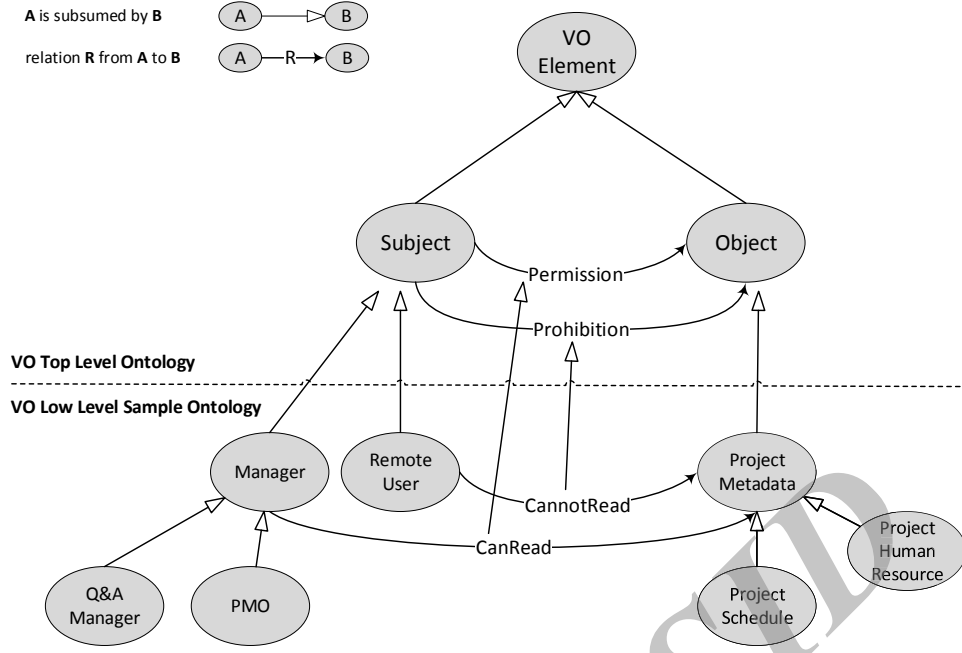 A is subsumed by B
A
B
relation R from A to B
A
R
B
VO
Element
Subject
Object
Permission
Prohibition
VO Top Level Ontology
VO Low Level Sample Ontology
Manager
Remote
User
Project
Metadata
CannotRead
CanRead
Project
Human
Resource
Q&A
Manager
PMO
Project
Schedule
SID